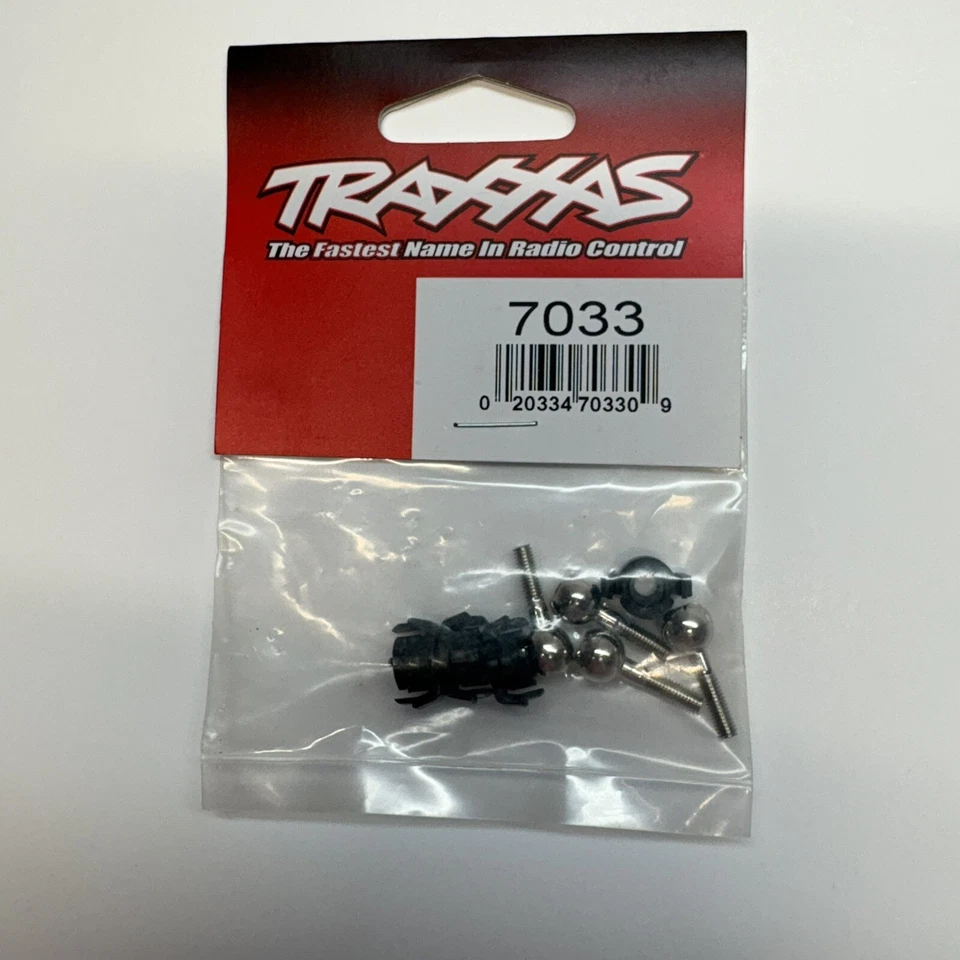 TRAXXAS
The Fastest Name In Radio Control
7033
0 20334 70330 9